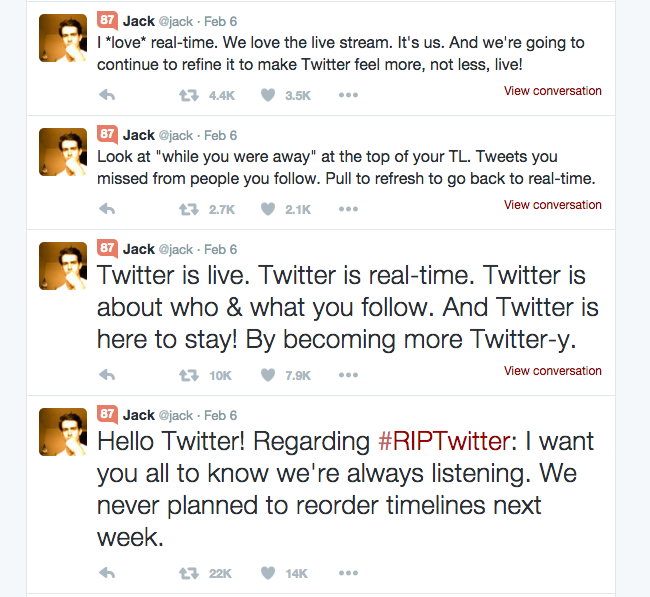 87 Jack @jack · Feb 6
I *love* real-time. We love the live stream. It's us. And we're going to
continue to refine it to make Twitter feel more, not less, live!
4.4K 3.5K ••• View conversation
87 Jack @jack · Feb 6
Look at "while you were away" at the top of your TL. Tweets you
missed from people you follow. Pull to refresh to go back to real-time.
2.7K 2.1K ••• View conversation
87 Jack @jack · Feb 6
Twitter is live. Twitter is real-time. Twitter is
about who & what you follow. And Twitter is
here to stay! By becoming more Twitter-y.
10K 7.9K ••• View conversation
87 Jack @jack · Feb 6
Hello Twitter! Regarding #RIPTwitter: I want
you all to know we're always listening. We
never planned to reorder timelines next
week.
22K 14K •••